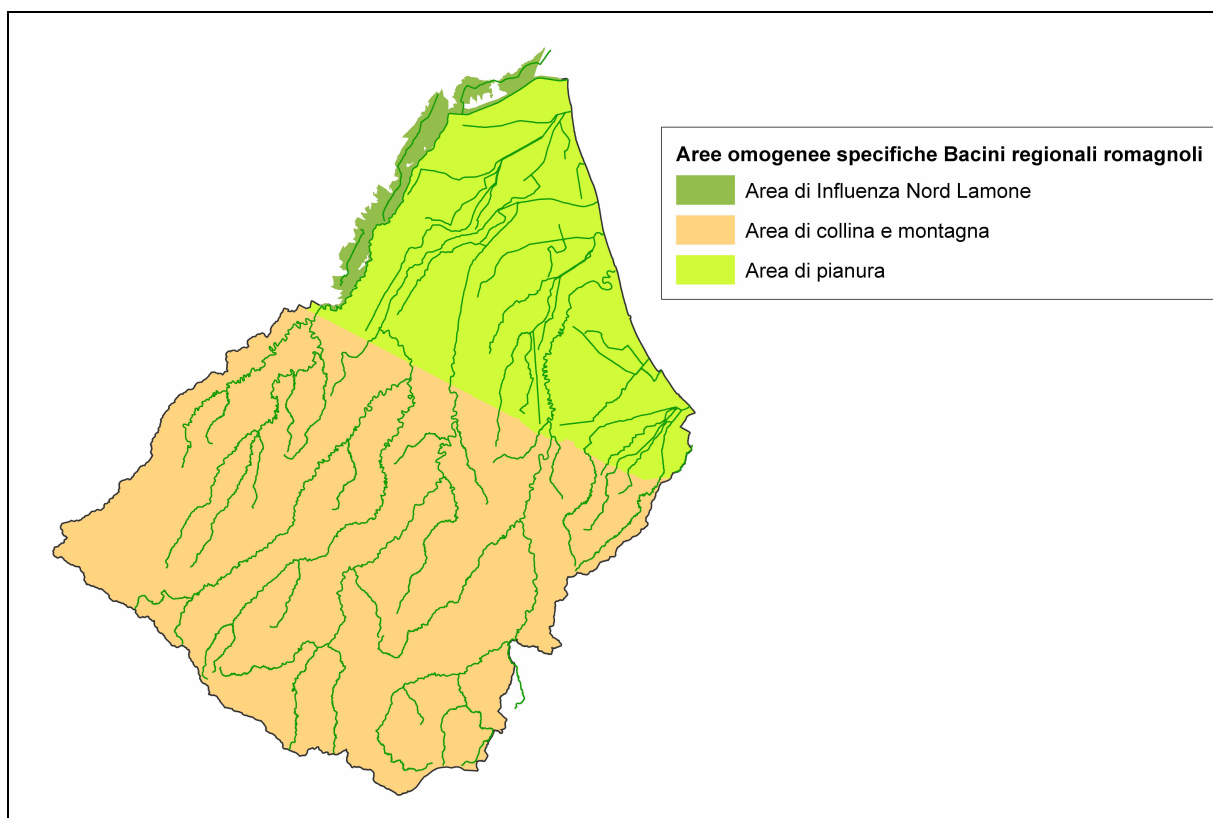 Aree omogenee specifiche Bacini regionali romagnoli
Area di Influenza Nord Lamone
Area di collina e montagna
Area di pianura